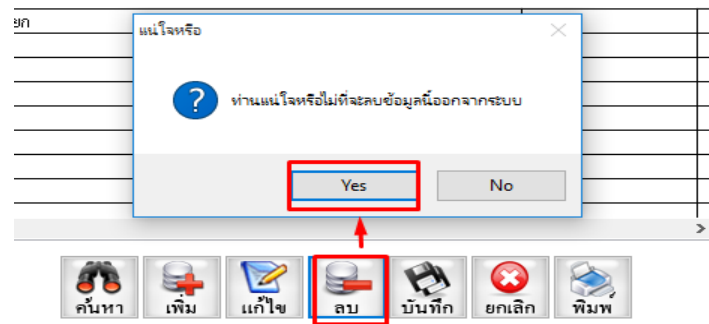 ยก
แน่ใจหรือ
ท่านแน่ใจหรือไม่ที่จะลบข้อมูลนี้ออกจากระบบ
Yes No
ค้นหา เพิ่ม แก้ไข ลบ บันทึก ยกเลิก พิมพ์